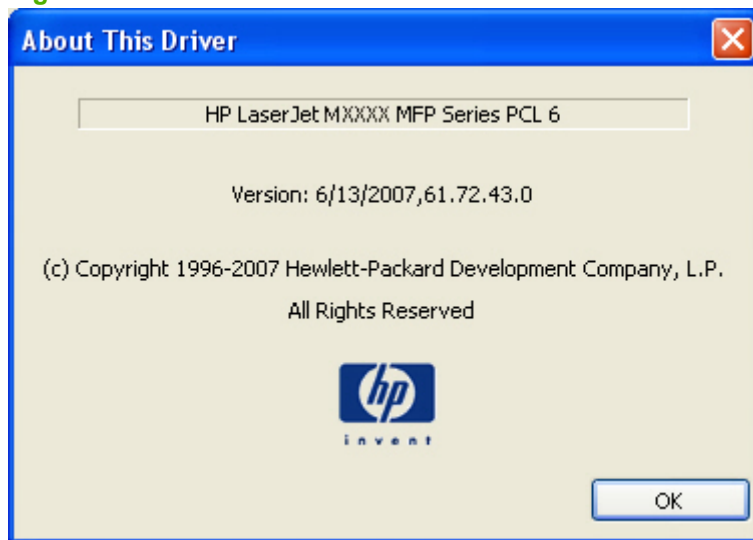 About This Driver
HP LaserJet MXXXX MFP Series PCL 6
Version: 6/13/2007,61.72.43.0
(c) Copyright 1996-2007 Hewlett-Packard Development Company, L.P.
All Rights Reserved
hp
invent
OK